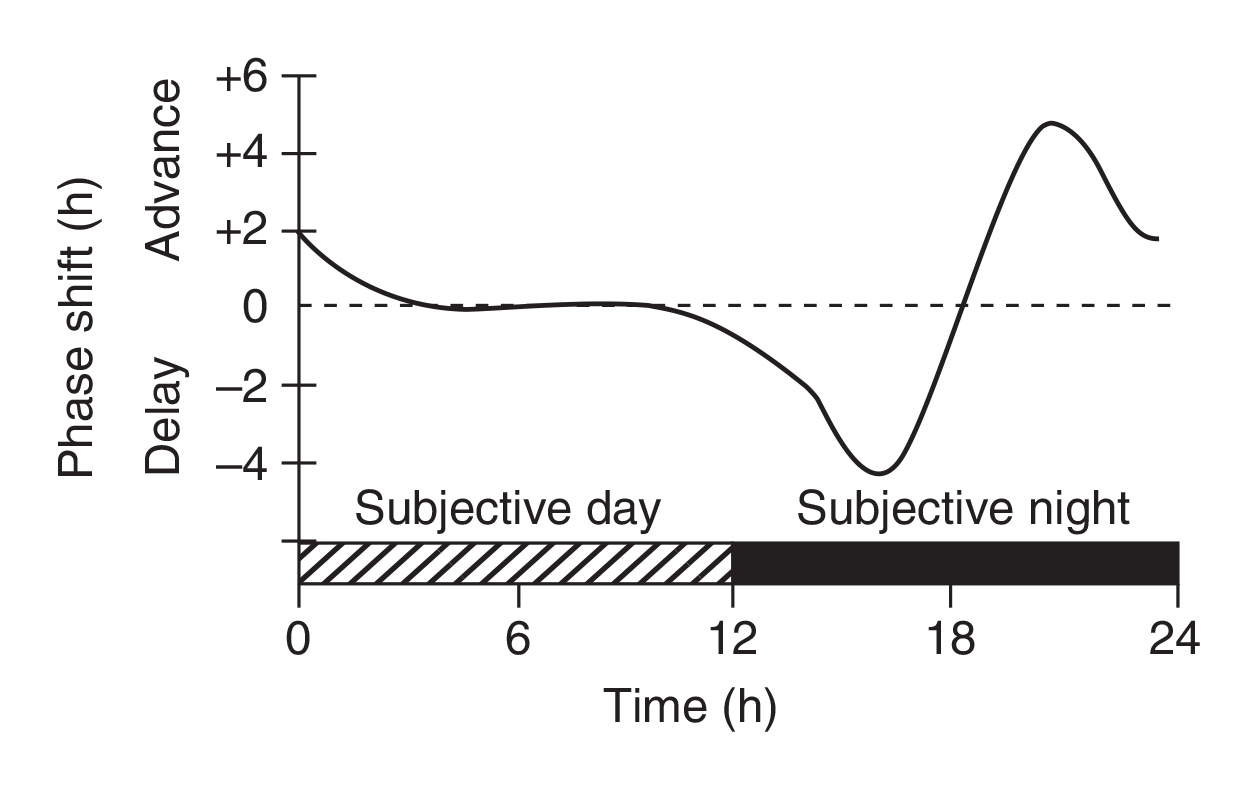 Phase shift (h)
Delay Advance
+6
+4
+2
0
–2
–4
Subjective day Subjective night
0 6 12 18 24
Time (h)